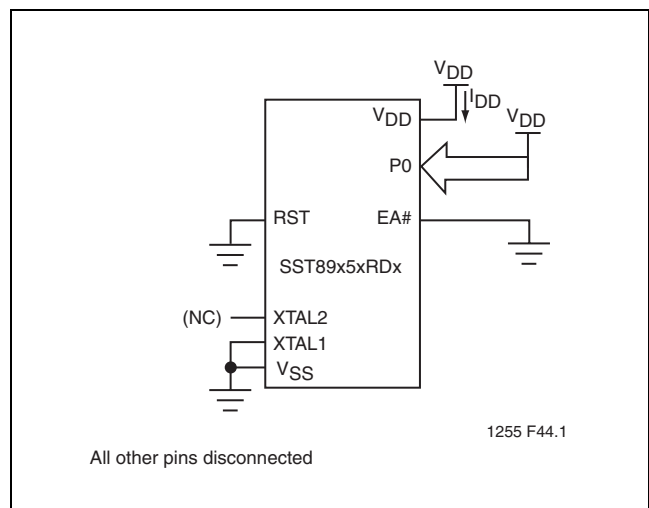 VDD
IDD
VDD
VDD
P0
RST
EA#
SST89x5xRDx
(NC)
XTAL2
XTAL1
VSS
1255 F44.1
All other pins disconnected